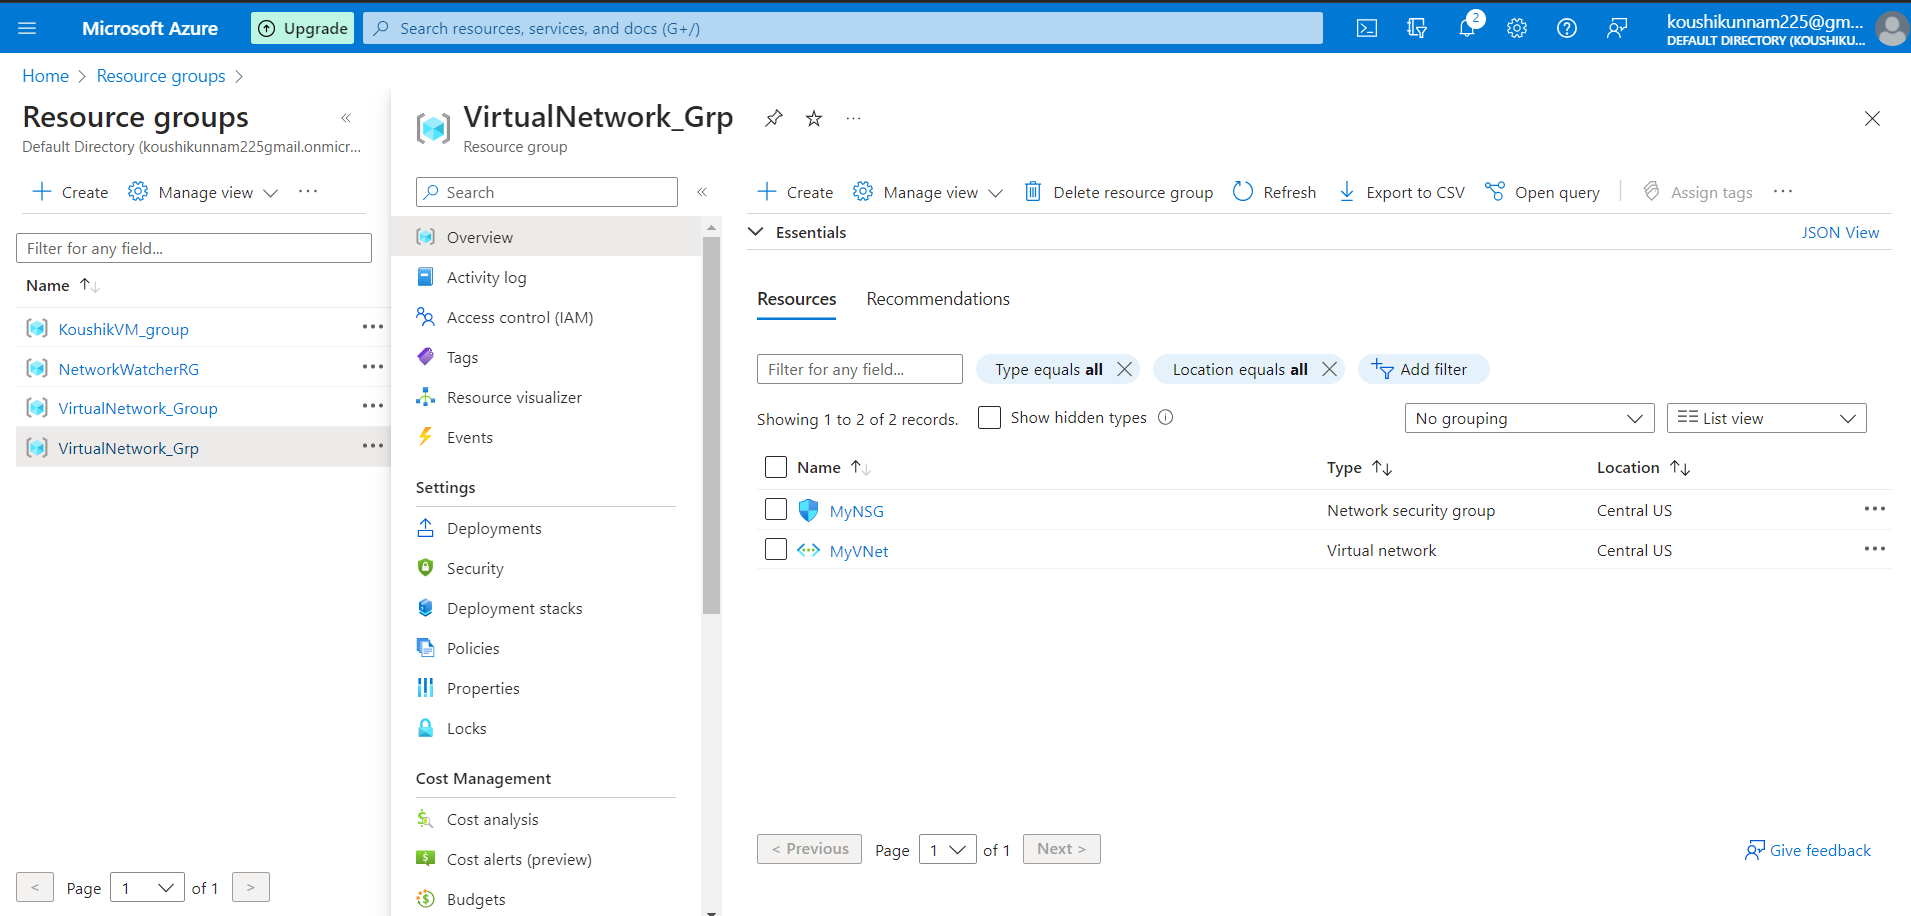 Microsoft Azure
Upgrade
Search resources, services, and docs (G+/)
2
koushikunnam225@gm...
DEFAULT DIRECTORY (KOUSHIKU...
Home > Resource groups >
Resource groups «
Default Directory (koushikunnam225gmail.onmicr...
+ Create Manage view ...
Filter for any field...
Name ↑↓
KoushikVM_group ...
NetworkWatcherRG ...
VirtualNetwork_Group ...
VirtualNetwork_Grp ...
< Page 1 of 1 >
VirtualNetwork_Grp ...
Resource group
Search «
Overview
Activity log
Access control (IAM)
Tags
Resource visualizer
Events
Settings
Deployments
Security
Deployment stacks
Policies
Properties
Locks
Cost Management
Cost analysis
Cost alerts (preview)
Budgets
+ Create Manage view Delete resource group Refresh Export to CSV Open query Assign tags ...
Essentials JSON View
Resources Recommendations
Filter for any field... Type equals all Location equals all Add filter
Showing 1 to 2 of 2 records. Show hidden types No grouping List view
Name ↑↓ Type ↑↓ Location ↑↓
MyNSG Network security group Central US ...
MyVNet Virtual network Central US ...
< Previous Page 1 of 1 Next > Give feedback